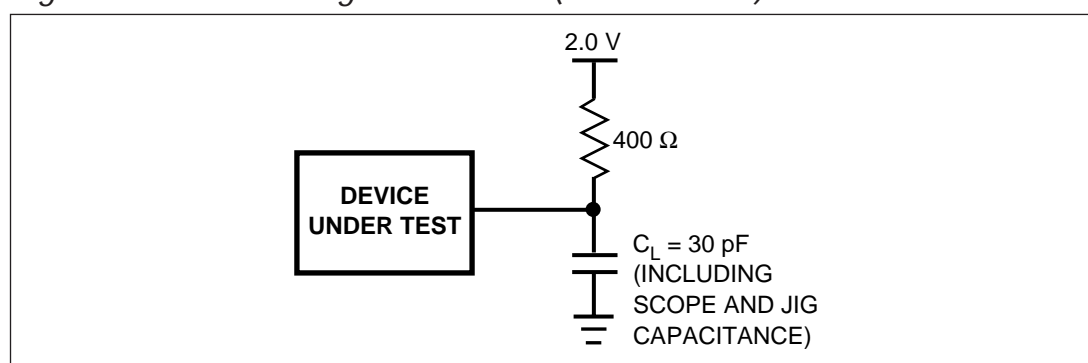 2.0 V
400 Ω
DEVICE
UNDER TEST
C_L = 30 pF
(INCLUDING
SCOPE AND JIG
CAPACITANCE)